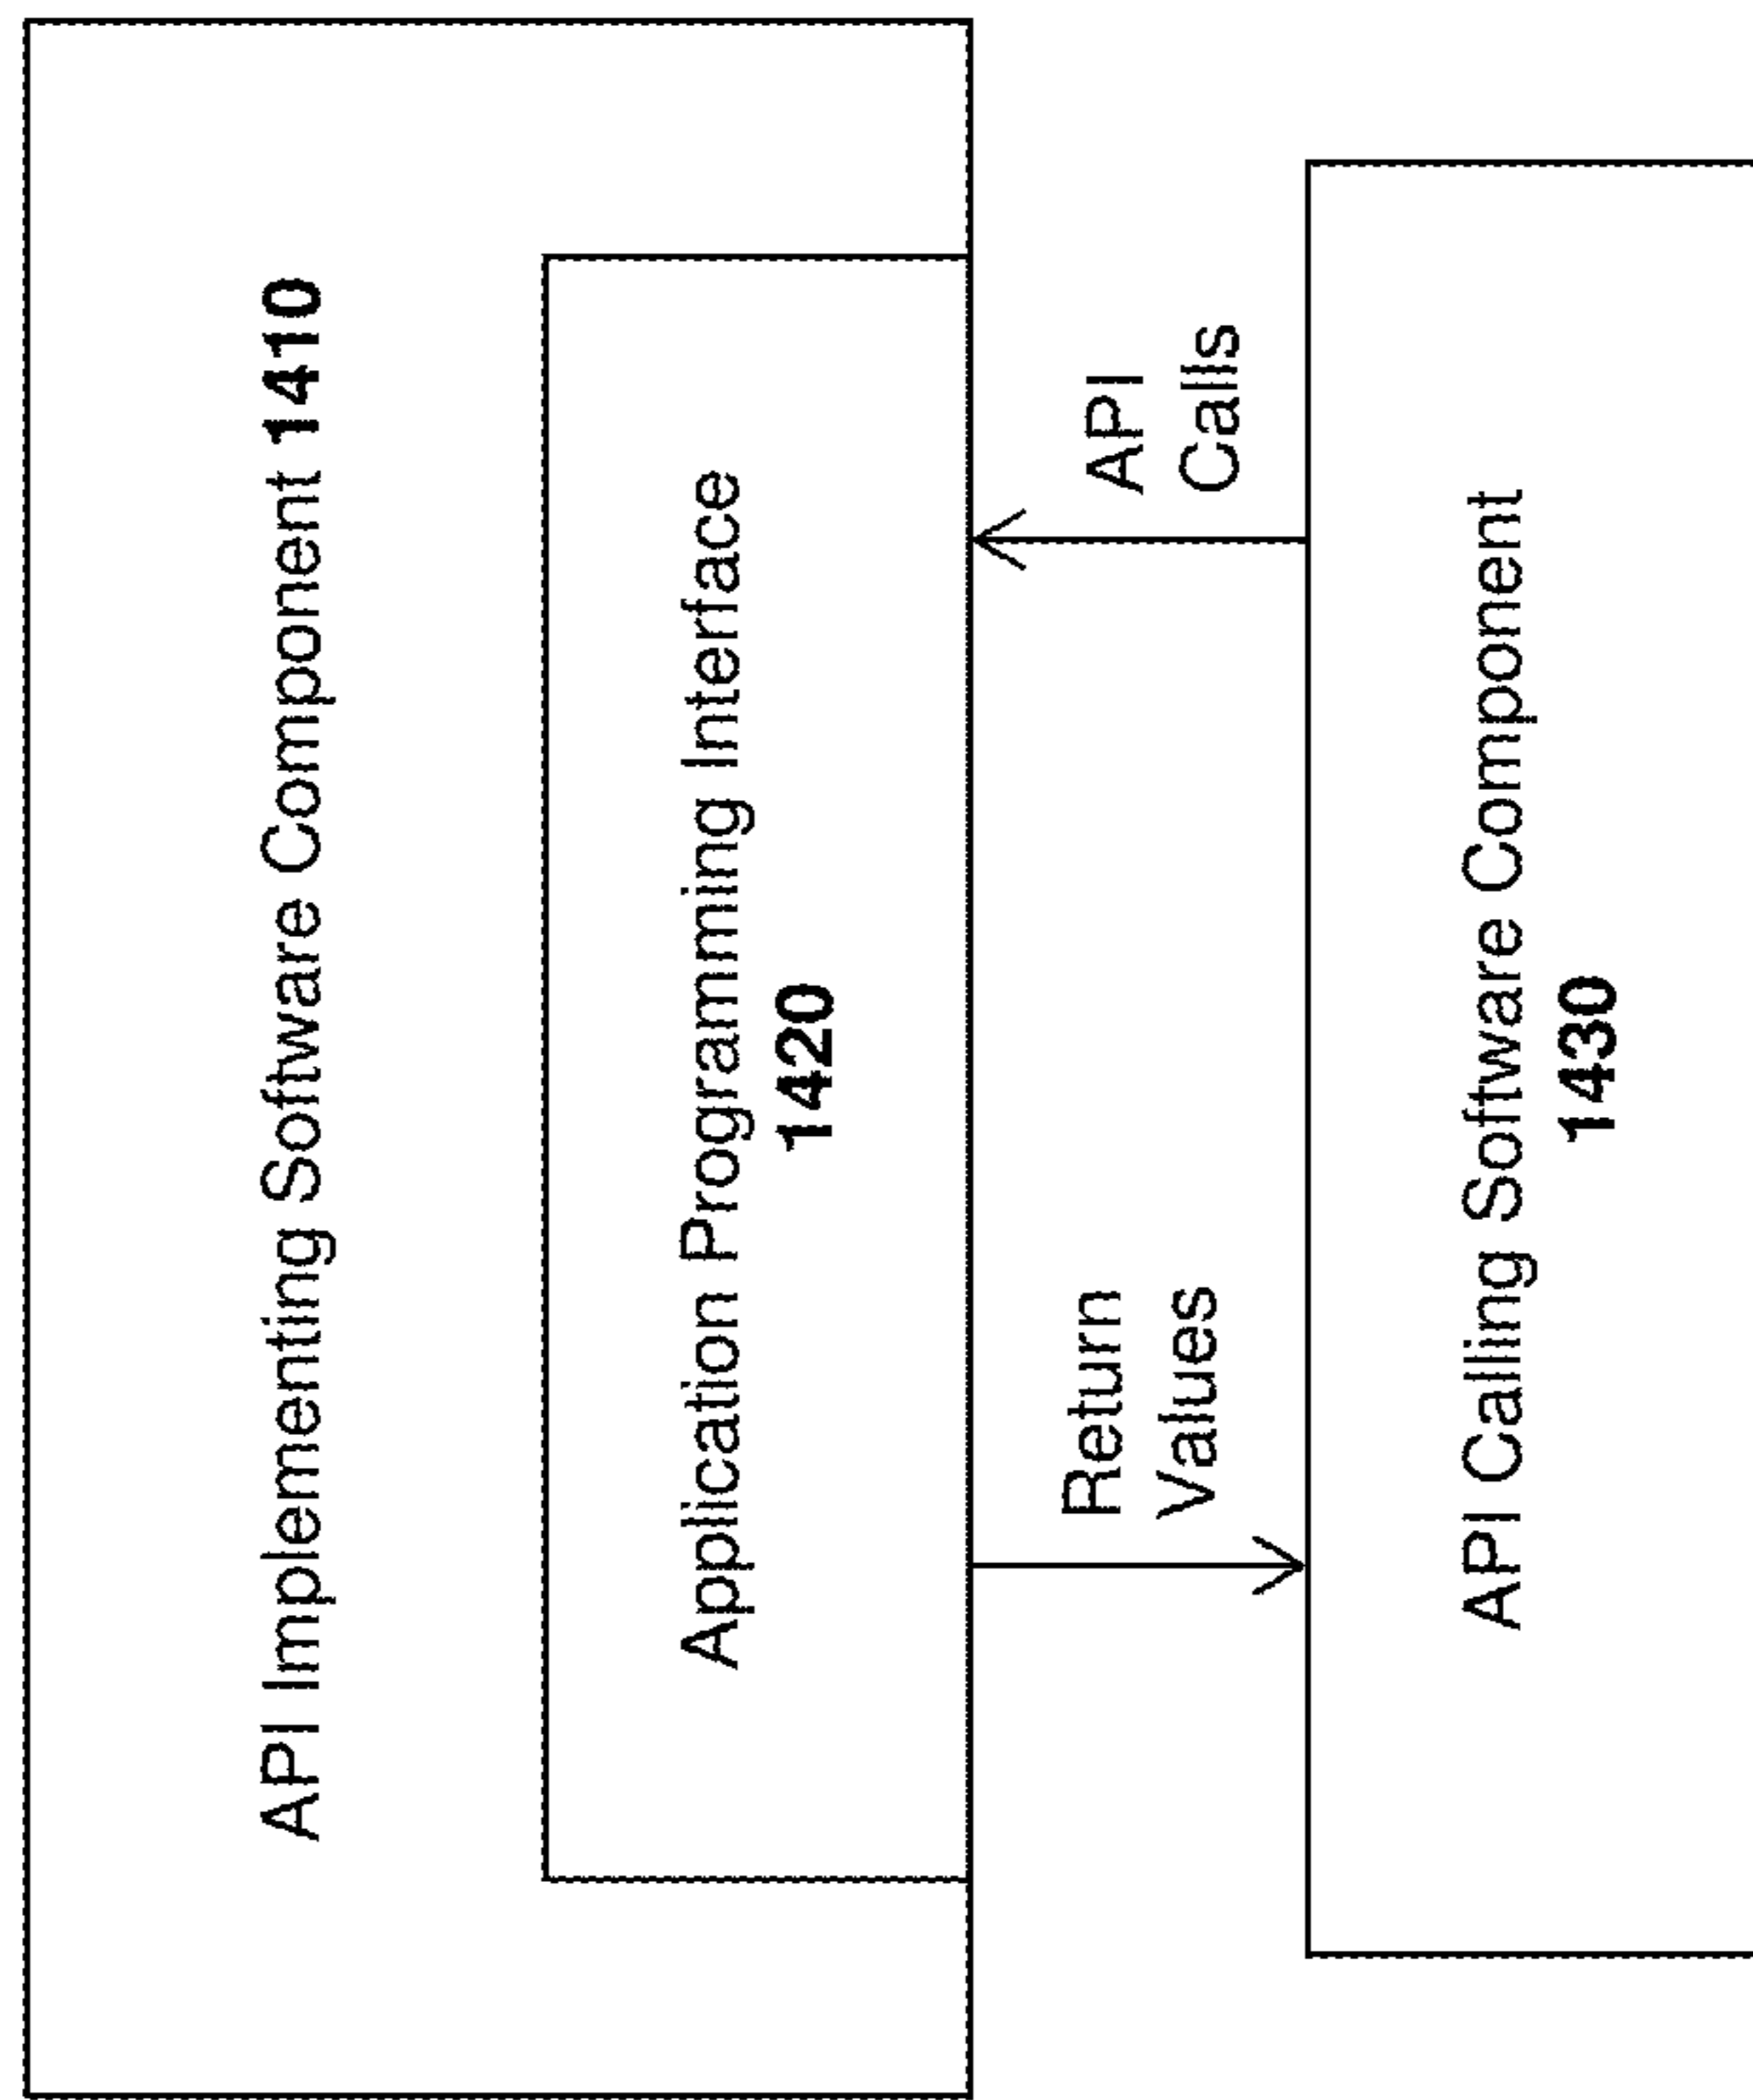 API Implementing Software Component 1410
Application Programming Interface
1420
Return
Values
API
Calls
API Calling Software Component
1430